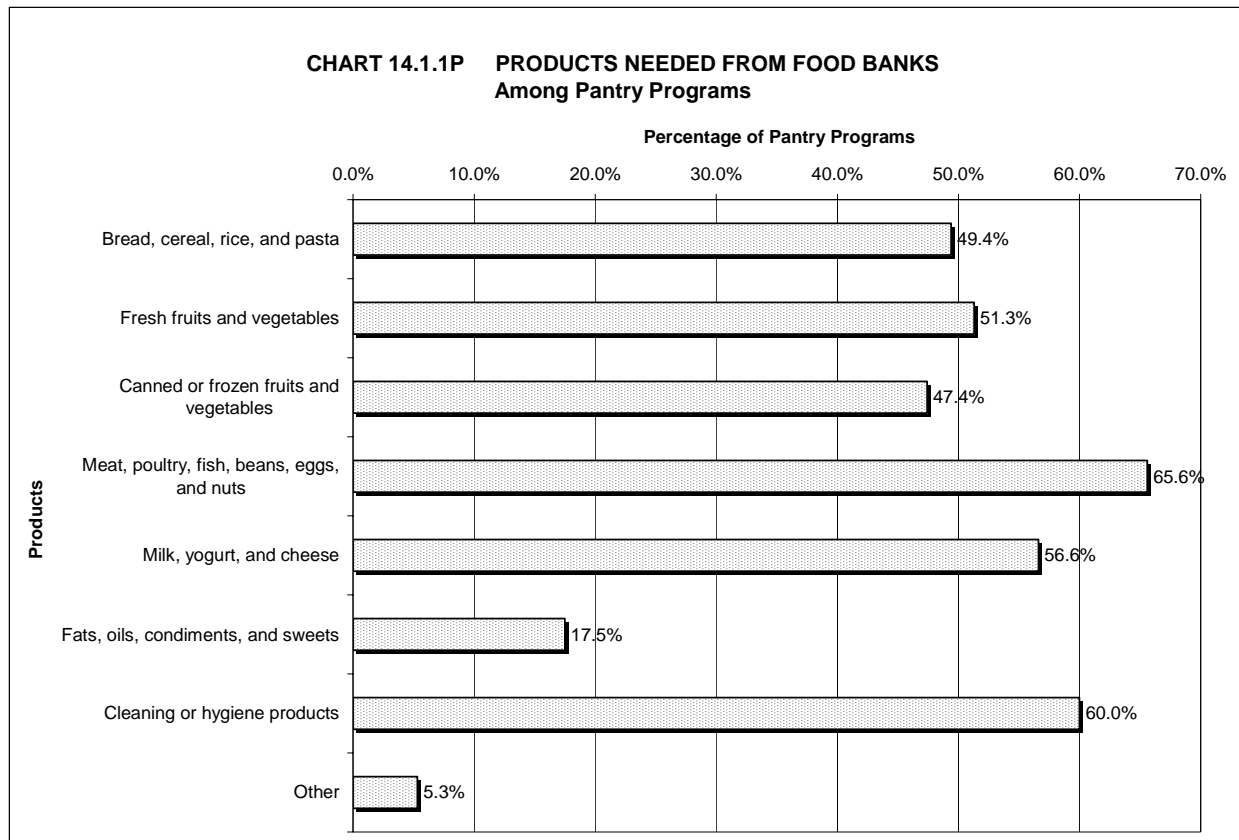 CHART 14.1.1P PRODUCTS NEEDED FROM FOOD BANKS
Among Pantry Programs
Percentage of Pantry Programs
0.0% 10.0% 20.0% 30.0% 40.0% 50.0% 60.0% 70.0%
Products
Bread, cereal, rice, and pasta 49.4%
Fresh fruits and vegetables 51.3%
Canned or frozen fruits and
vegetables 47.4%
Meat, poultry, fish, beans, eggs,
and nuts 65.6%
Milk, yogurt, and cheese 56.6%
Fats, oils, condiments, and sweets 17.5%
Cleaning or hygiene products 60.0%
Other 5.3%